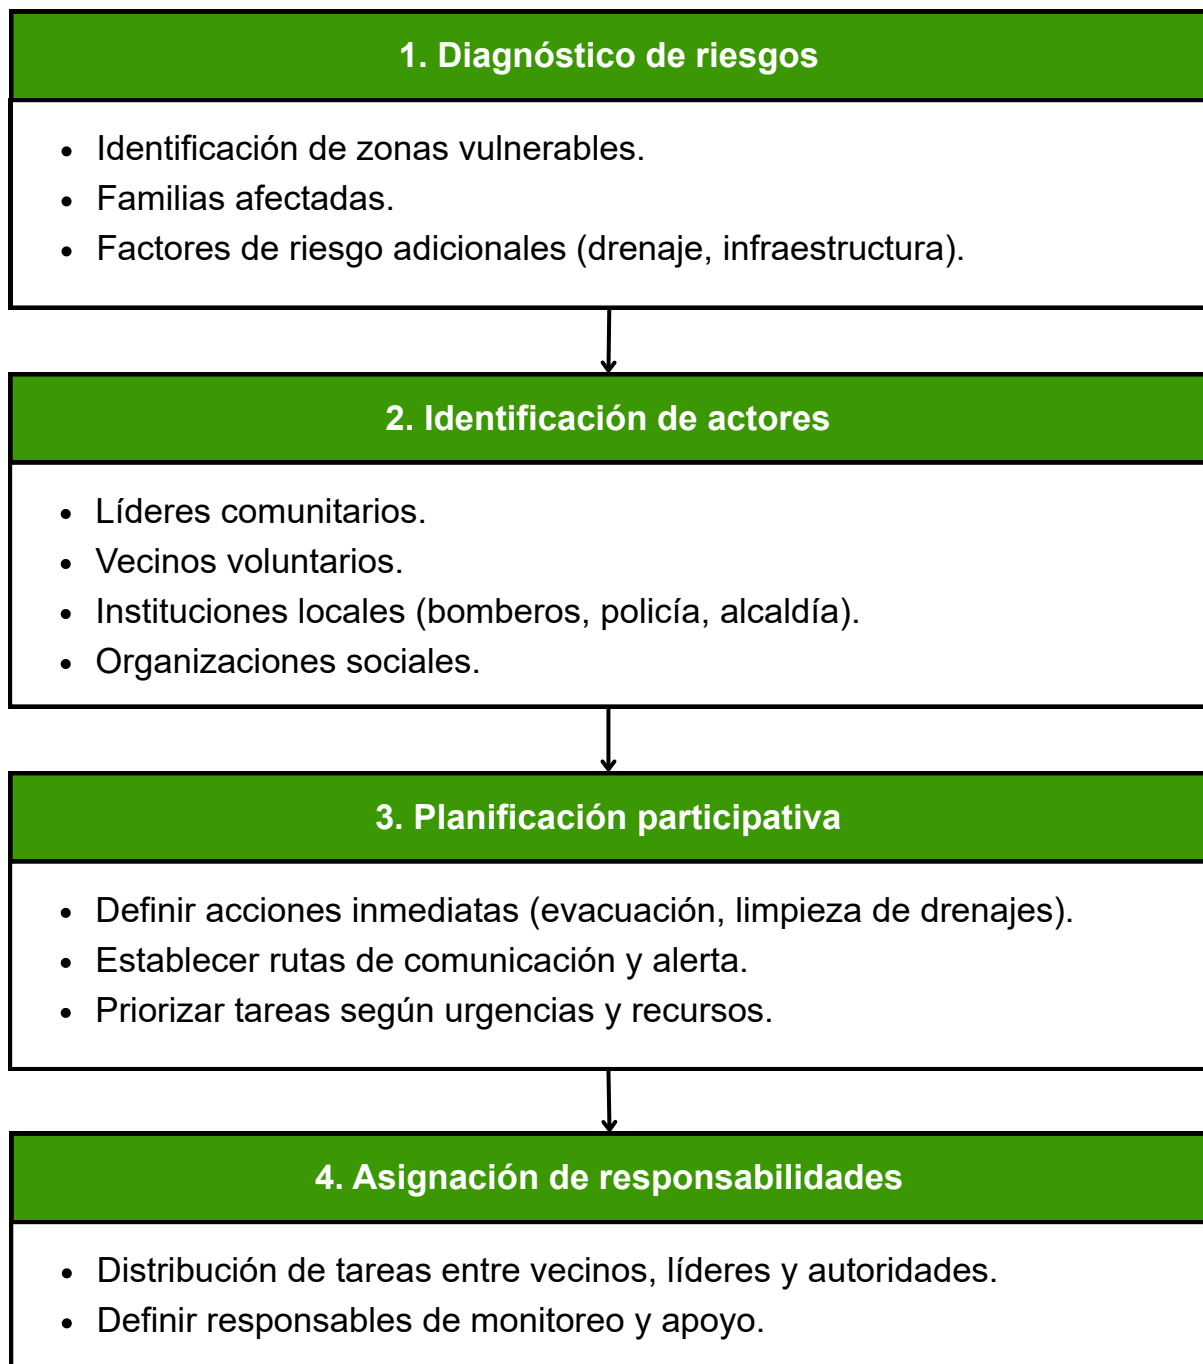 1. Diagnóstico de riesgos
• Identificación de zonas vulnerables.
• Familias afectadas.
• Factores de riesgo adicionales (drenaje, infraestructura).
2. Identificación de actores
• Líderes comunitarios.
• Vecinos voluntarios.
• Instituciones locales (bomberos, policía, alcaldía).
• Organizaciones sociales.
3. Planificación participativa
• Definir acciones inmediatas (evacuación, limpieza de drenajes).
• Establecer rutas de comunicación y alerta.
• Priorizar tareas según urgencias y recursos.
4. Asignación de responsabilidades
• Distribución de tareas entre vecinos, líderes y autoridades.
• Definir responsables de monitoreo y apoyo.